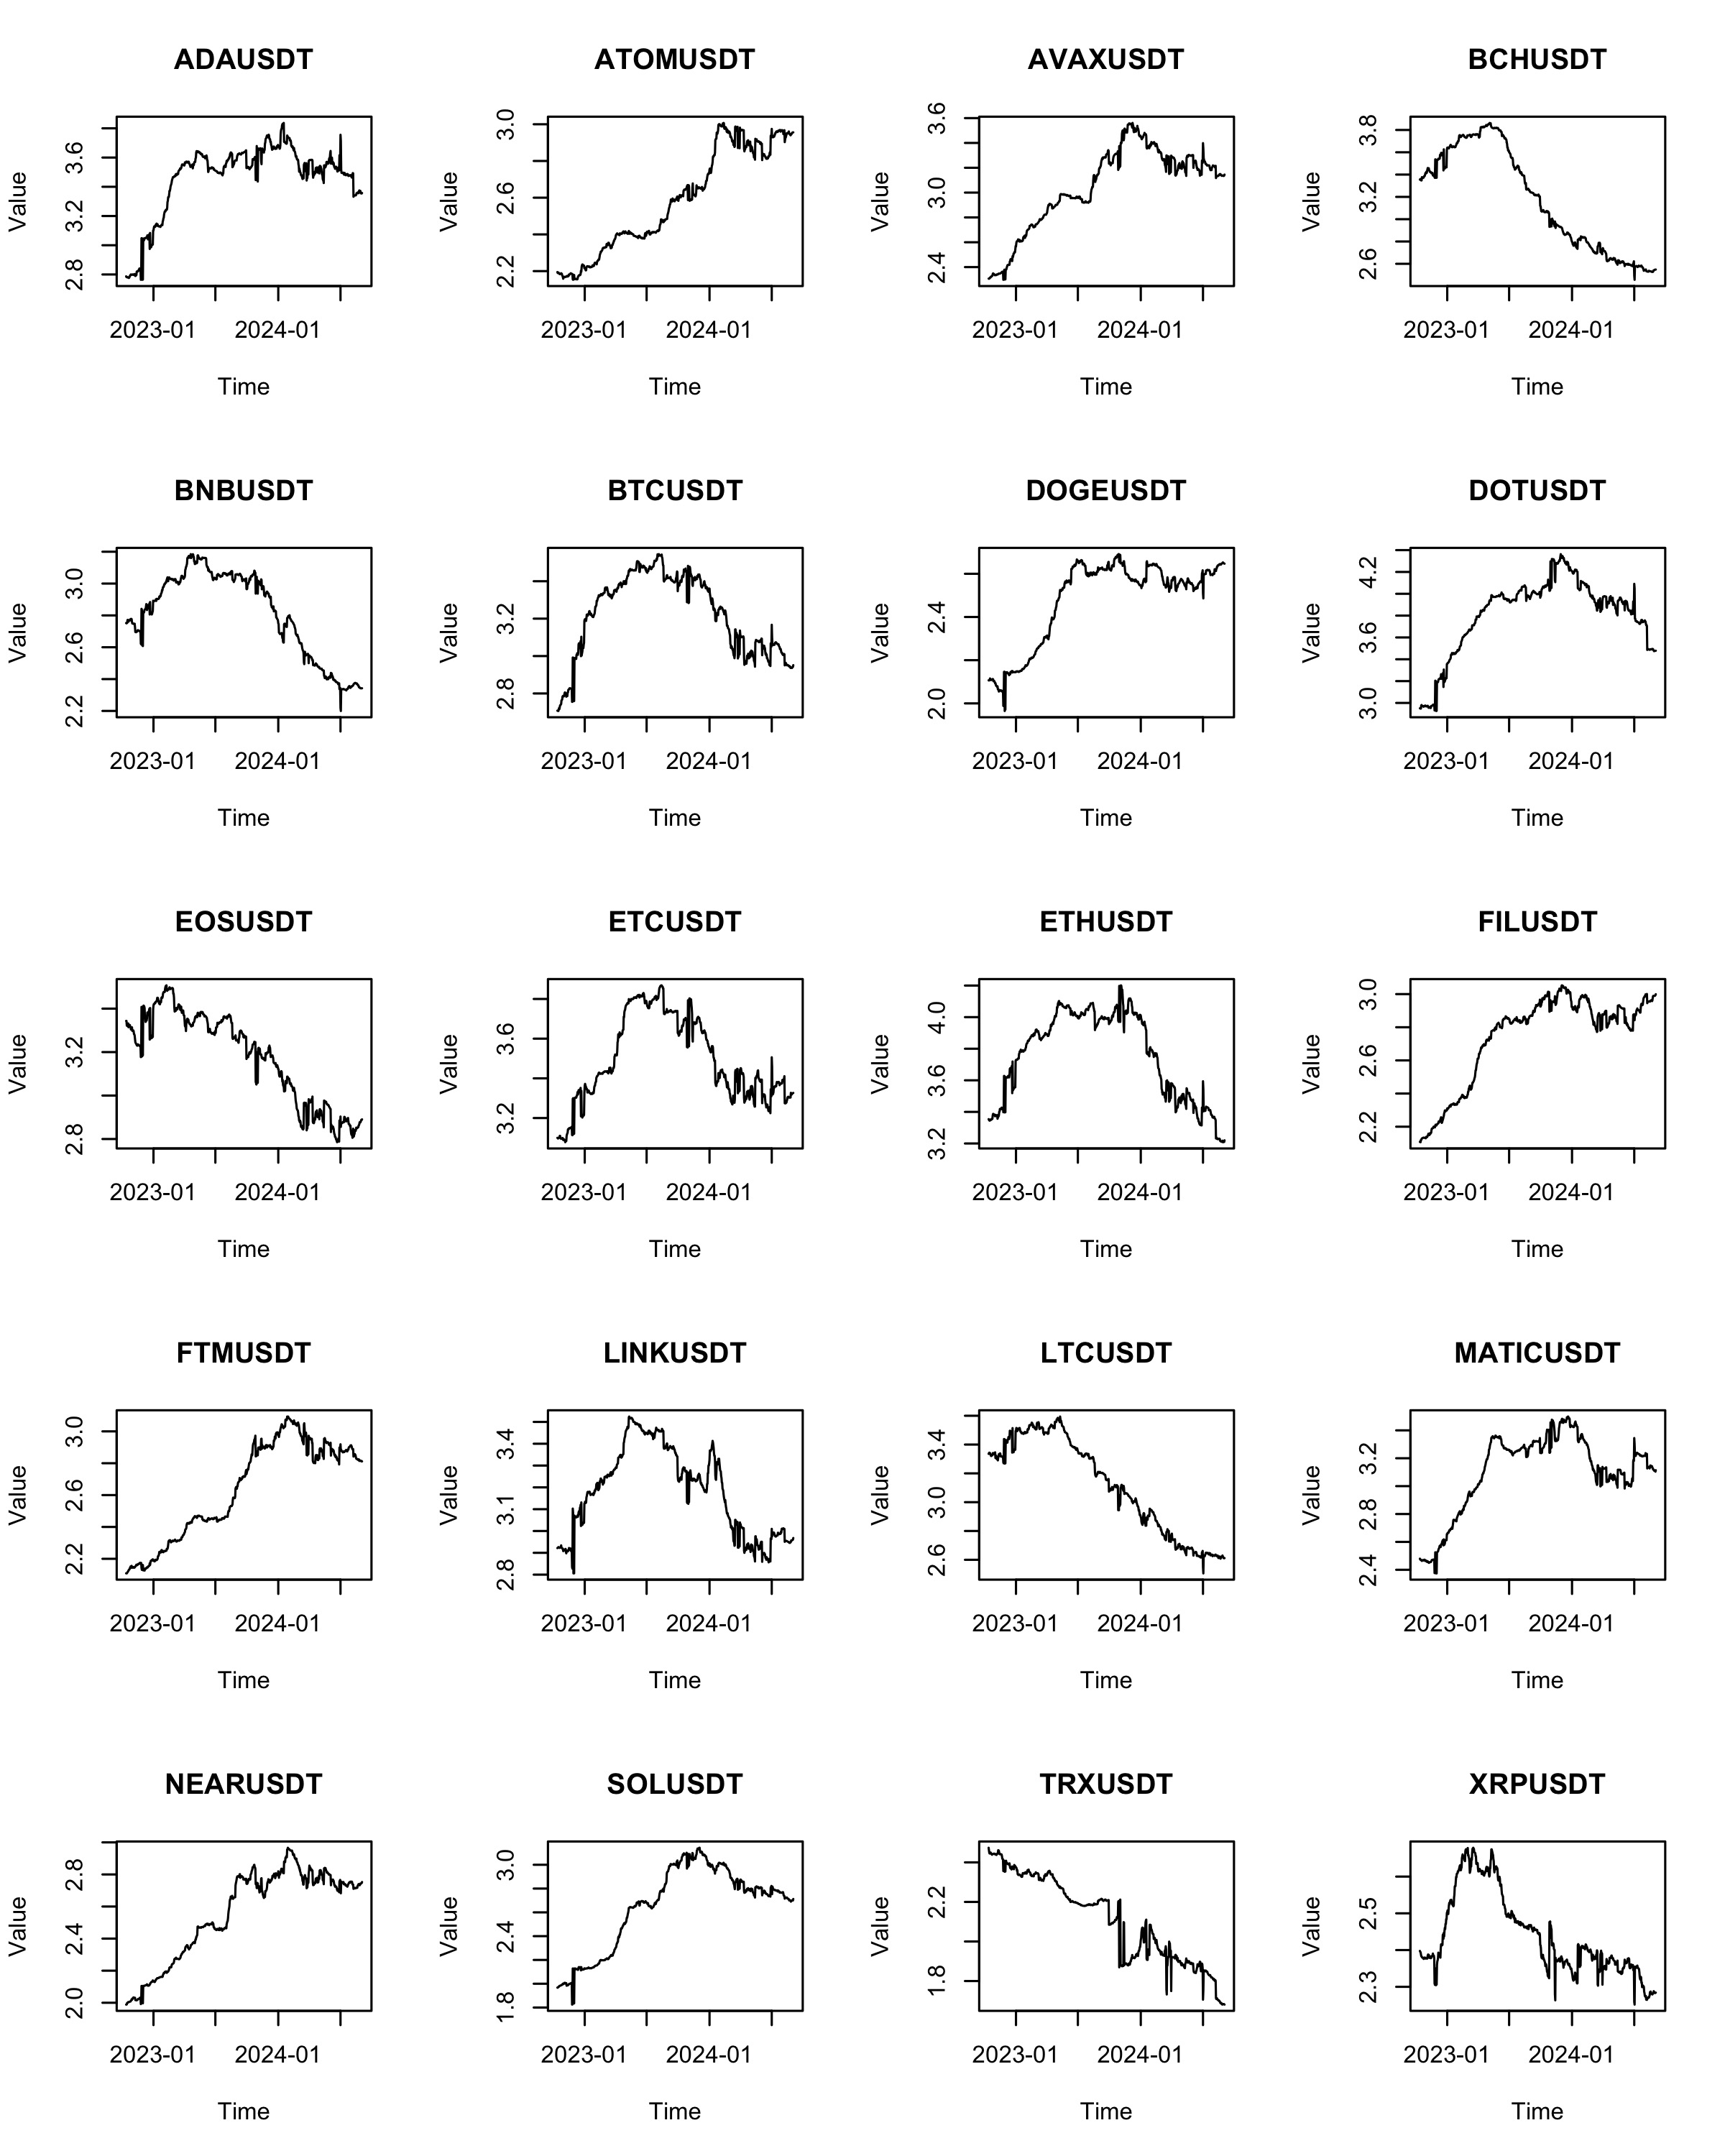 ADAUSDT ATOMUSDT AVAXUSDT BCHUSDT
Value 2.8 3.2 3.6 Value 2.2 2.6 3.0 Value 2.4 3.0 3.6 Value 2.6 3.2 3.8
2023-01 2024-01 2023-01 2024-01 2023-01 2024-01 2023-01 2024-01
Time Time Time Time
BNBUSDT BTCUSDT DOGEUSDT DOTUSDT
Value 2.2 2.6 3.0 Value 2.8 3.2 Value 2.0 2.4 Value 3.0 3.6 4.2
2023-01 2024-01 2023-01 2024-01 2023-01 2024-01 2023-01 2024-01
Time Time Time Time
EOSUSDT ETCUSDT ETHUSDT FILUSDT
Value 2.8 3.2 Value 3.2 3.6 Value 3.2 3.6 4.0 Value 2.2 2.6 3.0
2023-01 2024-01 2023-01 2024-01 2023-01 2024-01 2023-01 2024-01
Time Time Time Time
FTMUSDT LINKUSDT LTCUSDT MATICUSDT
Value 2.2 2.6 3.0 Value 2.8 3.1 3.4 Value 2.6 3.0 3.4 Value 2.4 2.8 3.2
2023-01 2024-01 2023-01 2024-01 2023-01 2024-01 2023-01 2024-01
Time Time Time Time
NEARUSDT SOLUSDT TRXUSDT XRPUSDT
Value 2.0 2.4 2.8 Value 1.8 2.4 3.0 Value 1.8 2.2 Value 2.3 2.5
2023-01 2024-01 2023-01 2024-01 2023-01 2024-01 2023-01 2024-01
Time Time Time Time